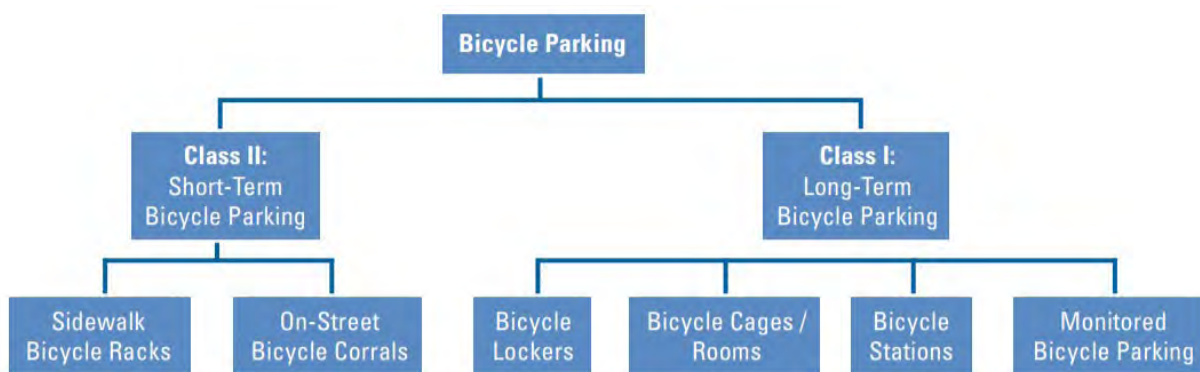 Bicycle Parking
Class II:
Short-Term
Bicycle Parking
Class I:
Long-Term
Bicycle Parking
Sidewalk
Bicycle Racks
On-Street
Bicycle Corrals
Bicycle
Lockers
Bicycle Cages /
Rooms
Bicycle
Stations
Monitored
Bicycle Parking